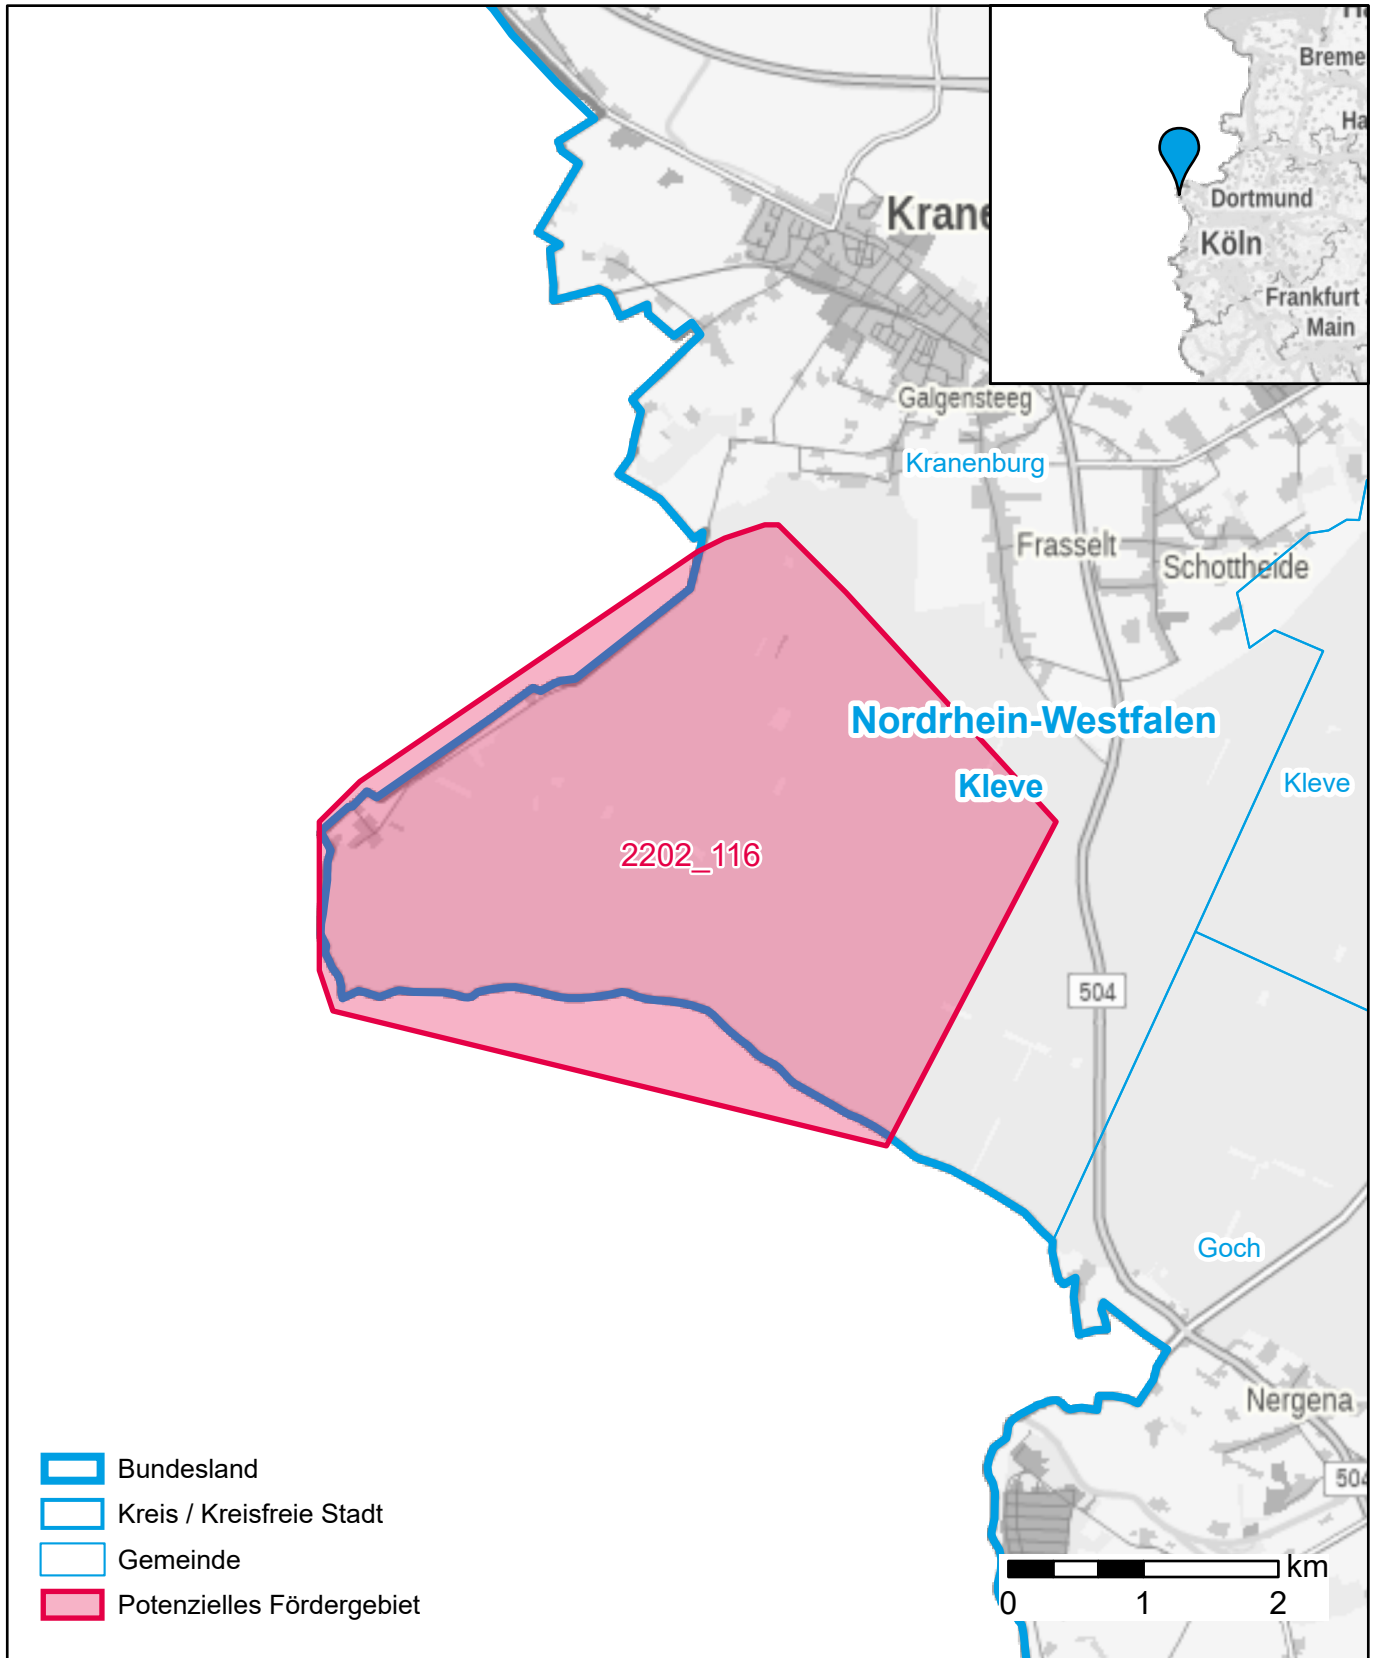 Breme
Ha
Dortmund
Köln
Frankfurt
Main
Krane
Galgensteeg
Kranenburg
Frasselt
Schottheide
Nordrhein-Westfalen
Kleve
Kleve
2202_116
504
Goch
Nergena
504
Bundesland
Kreis / Kreisfreie Stadt
Gemeinde
Potenzielles Fördergebiet
km
0 1 2